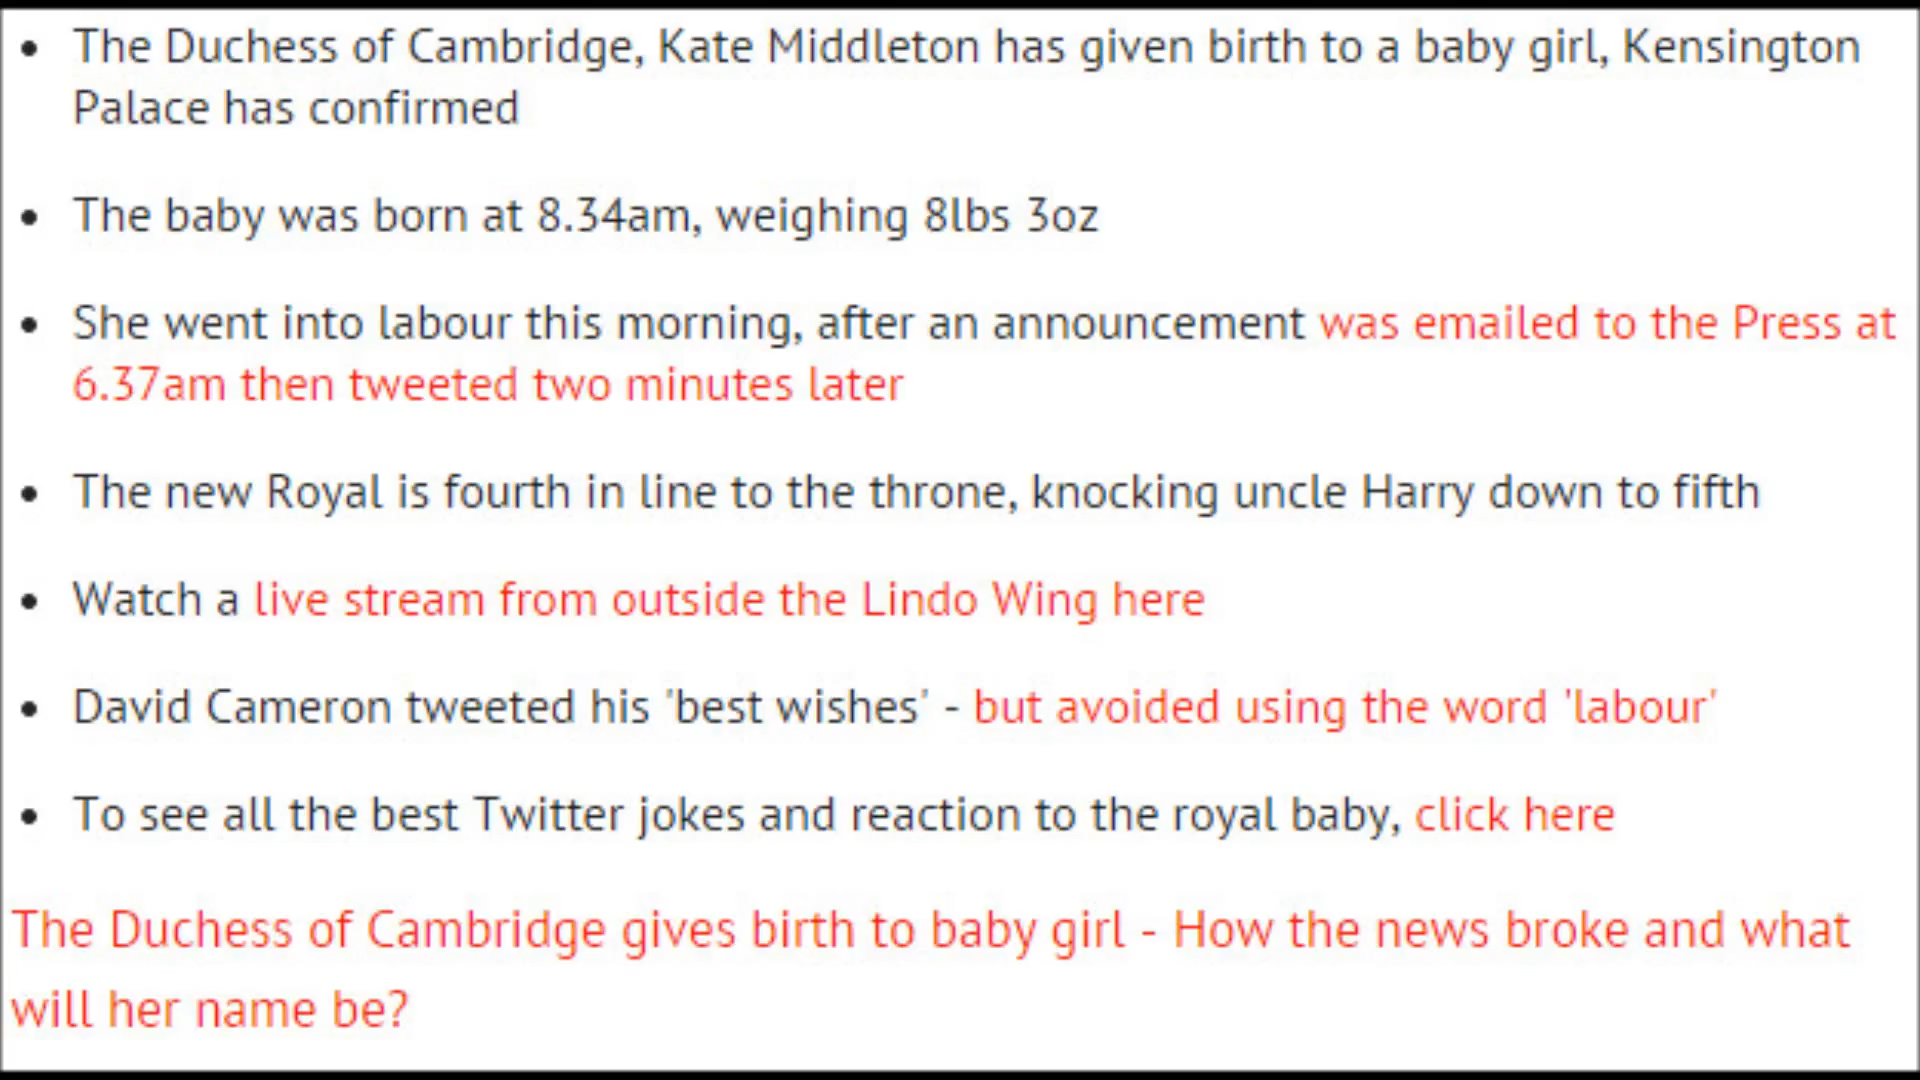 • The Duchess of Cambridge, Kate Middleton has given birth to a baby girl, Kensington
Palace has confirmed
• The baby was born at 8.34am, weighing 8lbs 3oz
• She went into labour this morning, after an announcement was emailed to the Press at
6.37am then tweeted two minutes later
• The new Royal is fourth in line to the throne, knocking uncle Harry down to fifth
• Watch a live stream from outside the Lindo Wing here
• David Cameron tweeted his 'best wishes' - but avoided using the word 'labour'
• To see all the best Twitter jokes and reaction to the royal baby, click here
The Duchess of Cambridge gives birth to baby girl - How the news broke and what
will her name be?